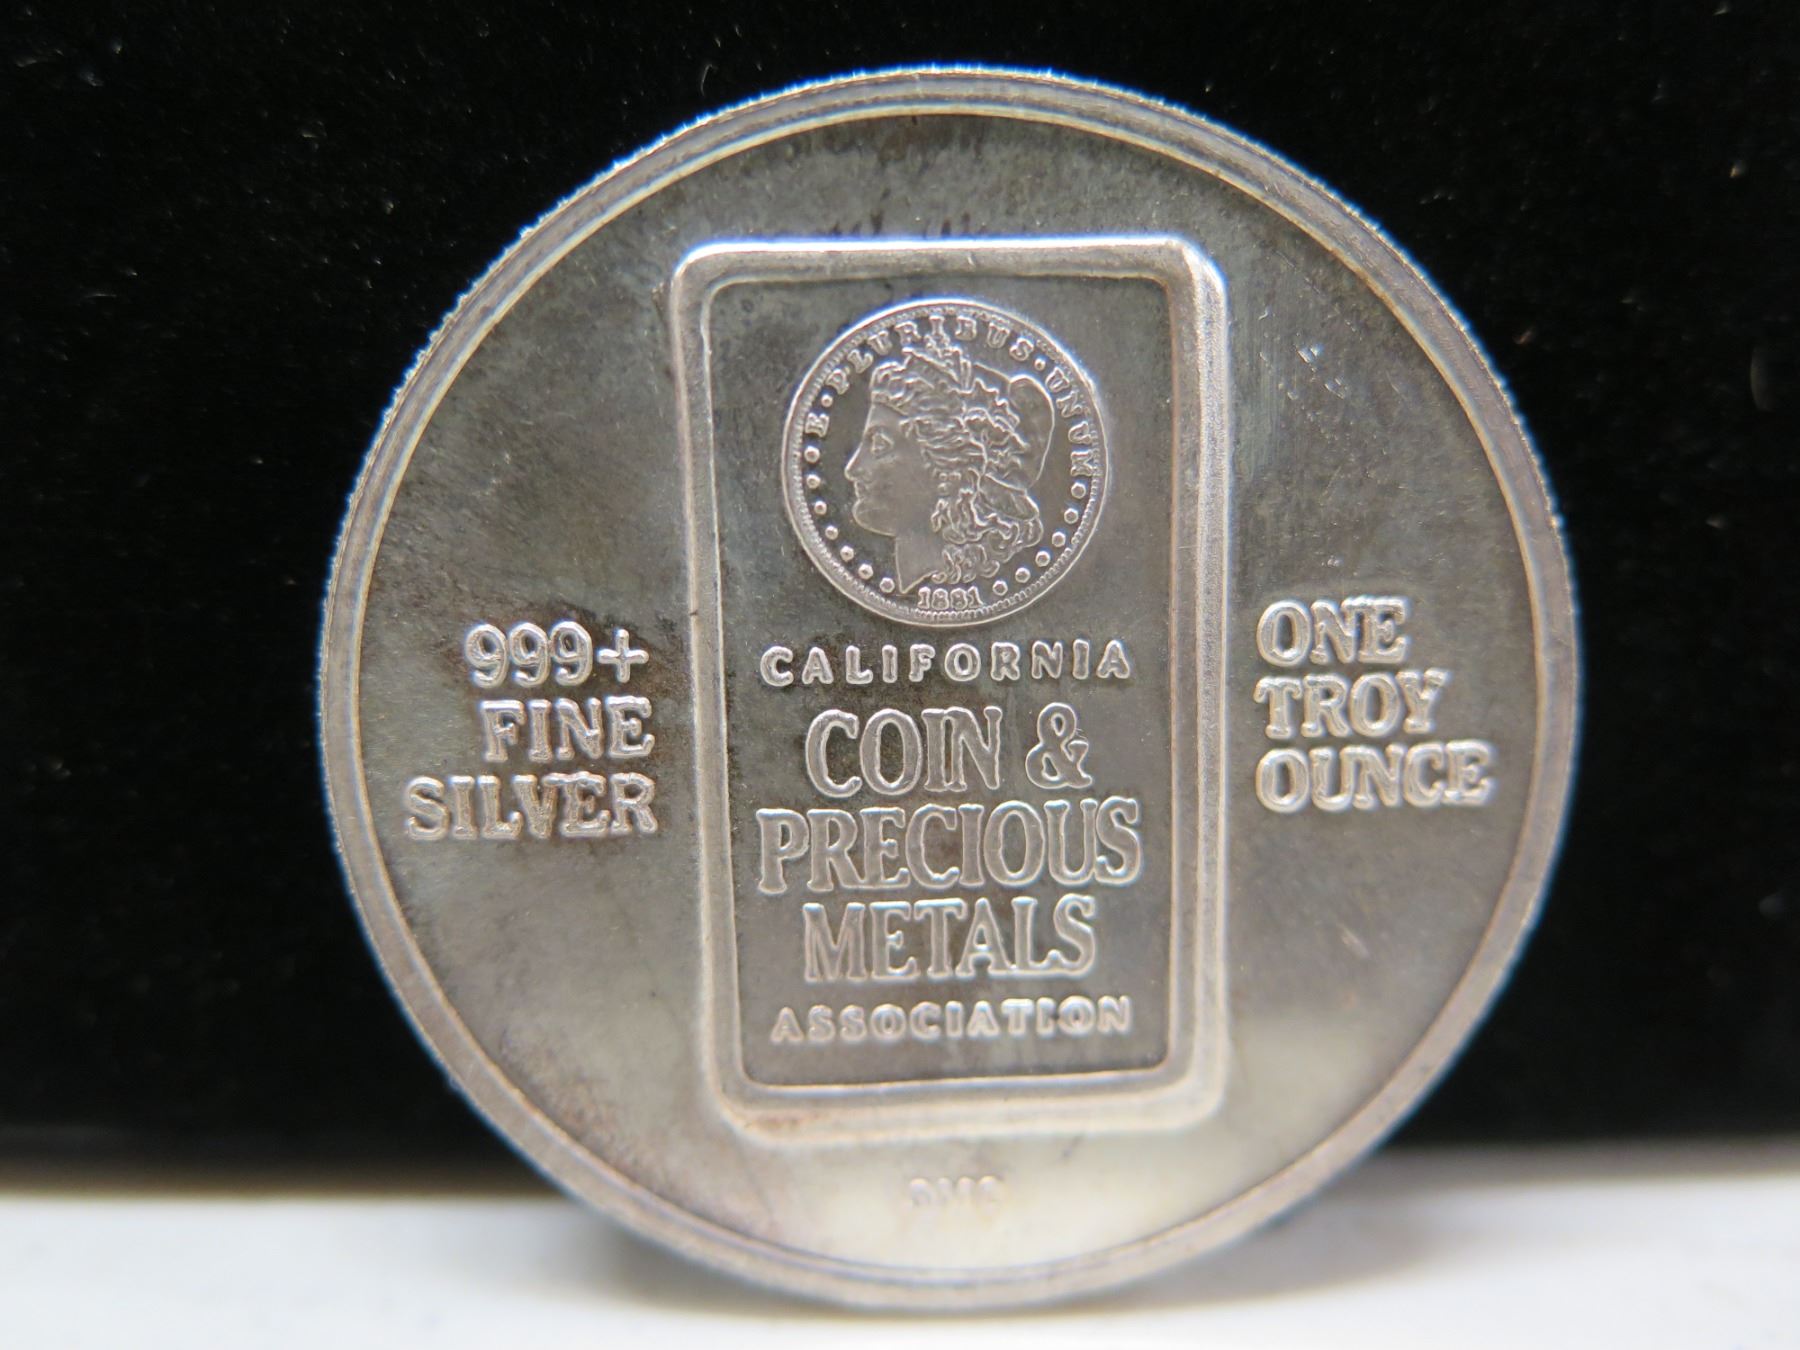 E·PLURIBUS·UNUM
1881
CALIFORNIA
COIN &
PRECIOUS
METALS
ASSOCIATION
999+
FINE
SILVER
ONE
TROY
OUNCE